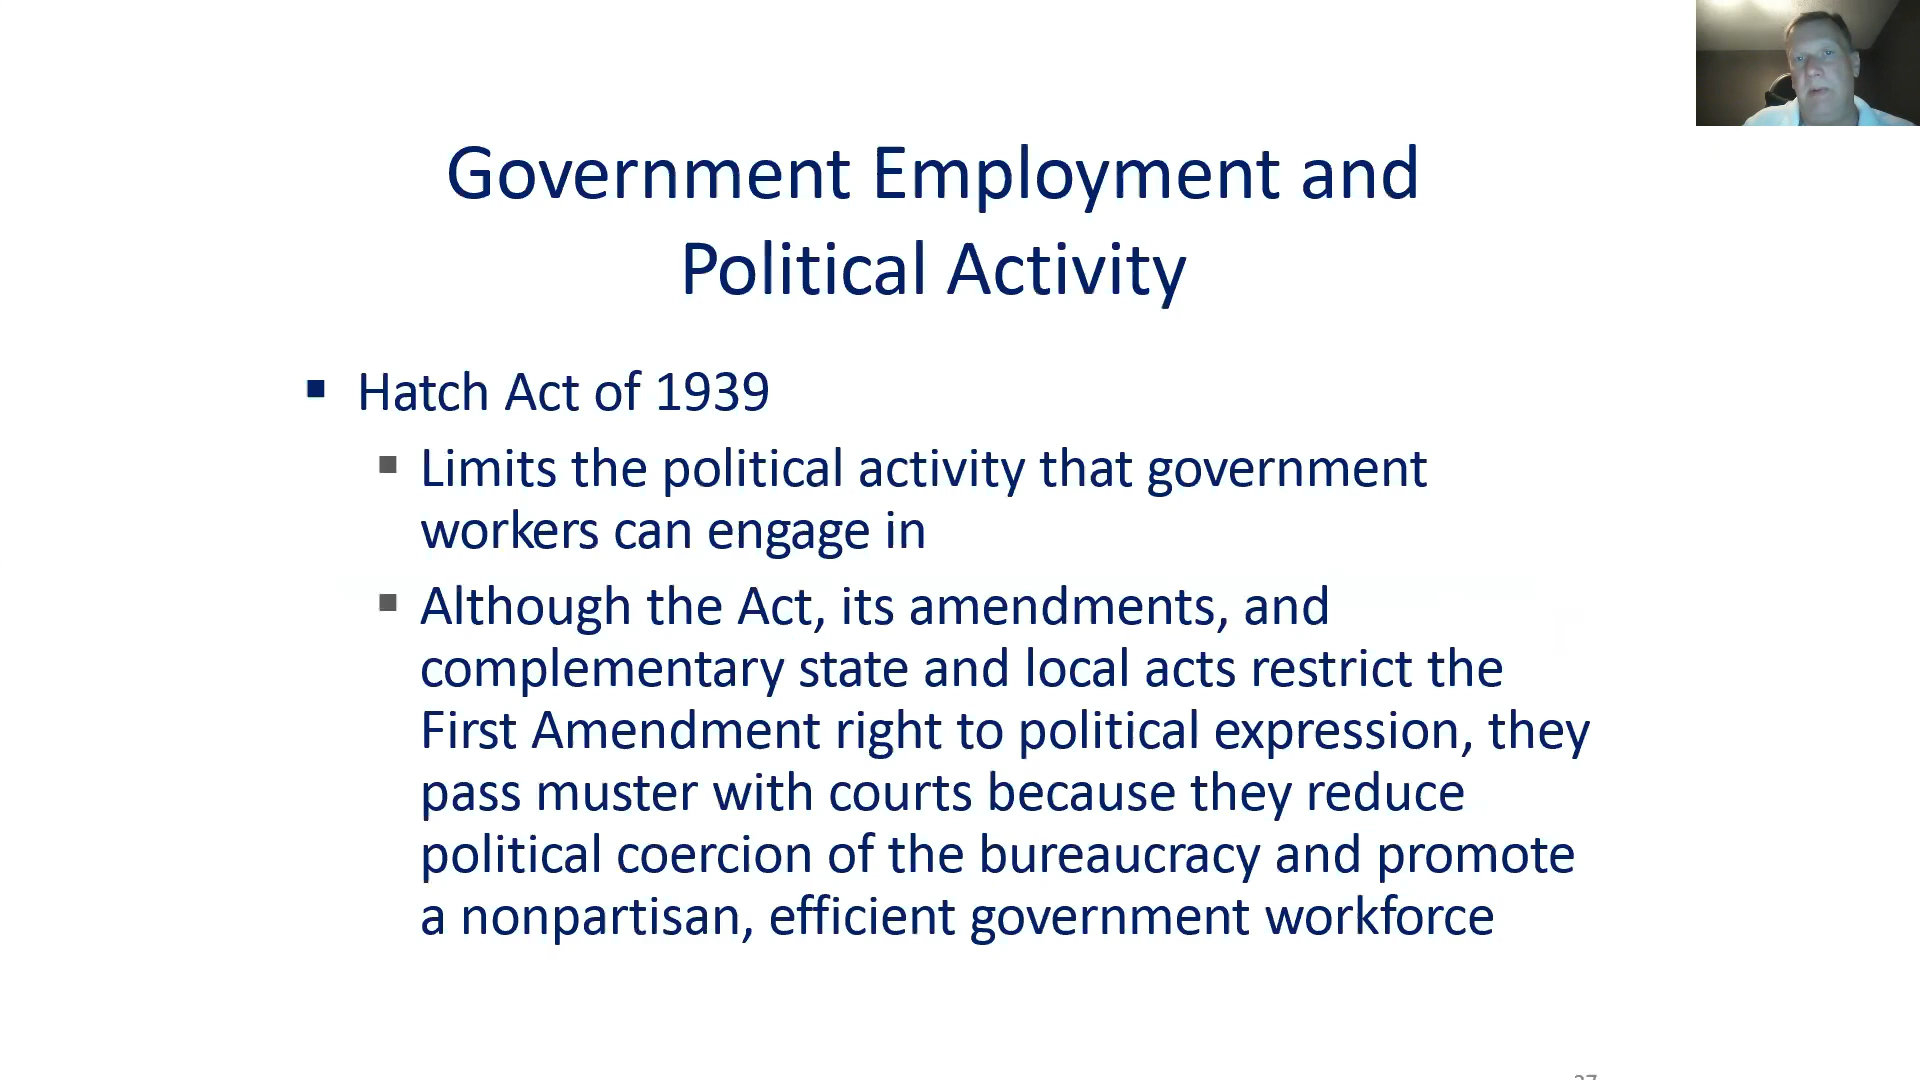 Government Employment and
Political Activity
Hatch Act of 1939
Limits the political activity that government
workers can engage in
Although the Act, its amendments, and
complementary state and local acts restrict the
First Amendment right to political expression, they
pass muster with courts because they reduce
political coercion of the bureaucracy and promote
a nonpartisan, efficient government workforce